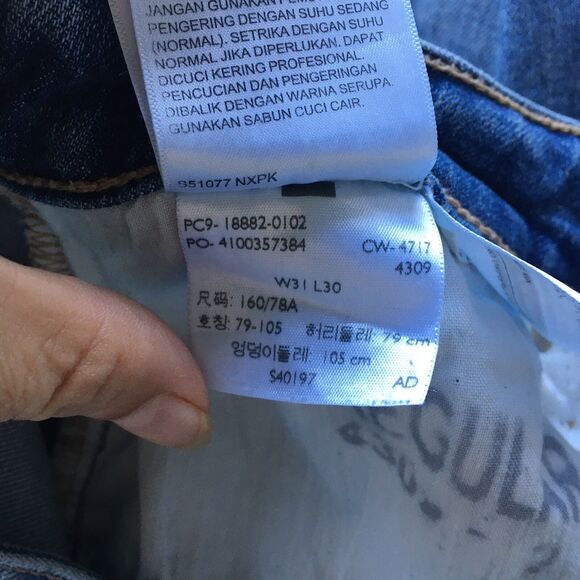 JANGAN GUNAKAN
PENGERING DENGAN SUHU SEDANG
(NORMAL). SETRIKA DENGAN SUHU
NORMAL JIKA DIPERLUKAN. DAPAT
DICUCI KERING PROFESIONAL.
PENCUCIAN DAN PENGERINGAN
DIBALIK DENGAN WARNA SERUPA.
GUNAKAN SABUN CUCI CAIR.
S51077 NXPK
PC9- 18882-0102
PO- 4100357384 CW- 4717
4309
W31 L30
尺码: 160/78A
호칭: 79-105 허리둘레 79 cm
엉덩이둘레 105 cm
S40197 AD